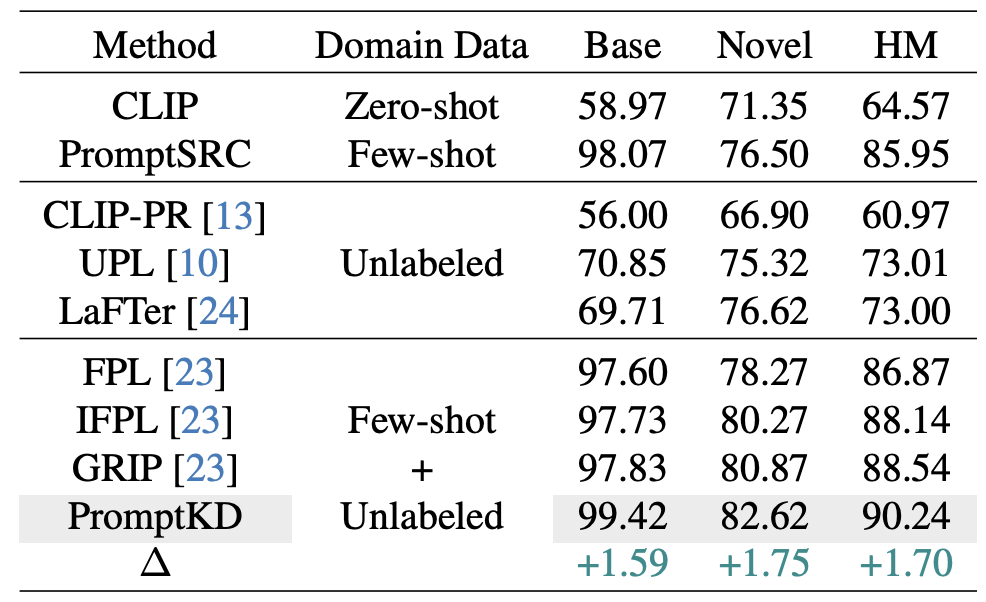 Method Domain Data Base Novel HM
CLIP Zero-shot 58.97 71.35 64.57
PromptSRC Few-shot 98.07 76.50 85.95
CLIP-PR [13] 56.00 66.90 60.97
UPL [10] Unlabeled 70.85 75.32 73.01
LaFTer [24] 69.71 76.62 73.00
FPL [23] 97.60 78.27 86.87
IFPL [23] Few-shot 97.73 80.27 88.14
GRIP [23] + 97.83 80.87 88.54
PromptKD Unlabeled 99.42 82.62 90.24
Δ +1.59 +1.75 +1.70